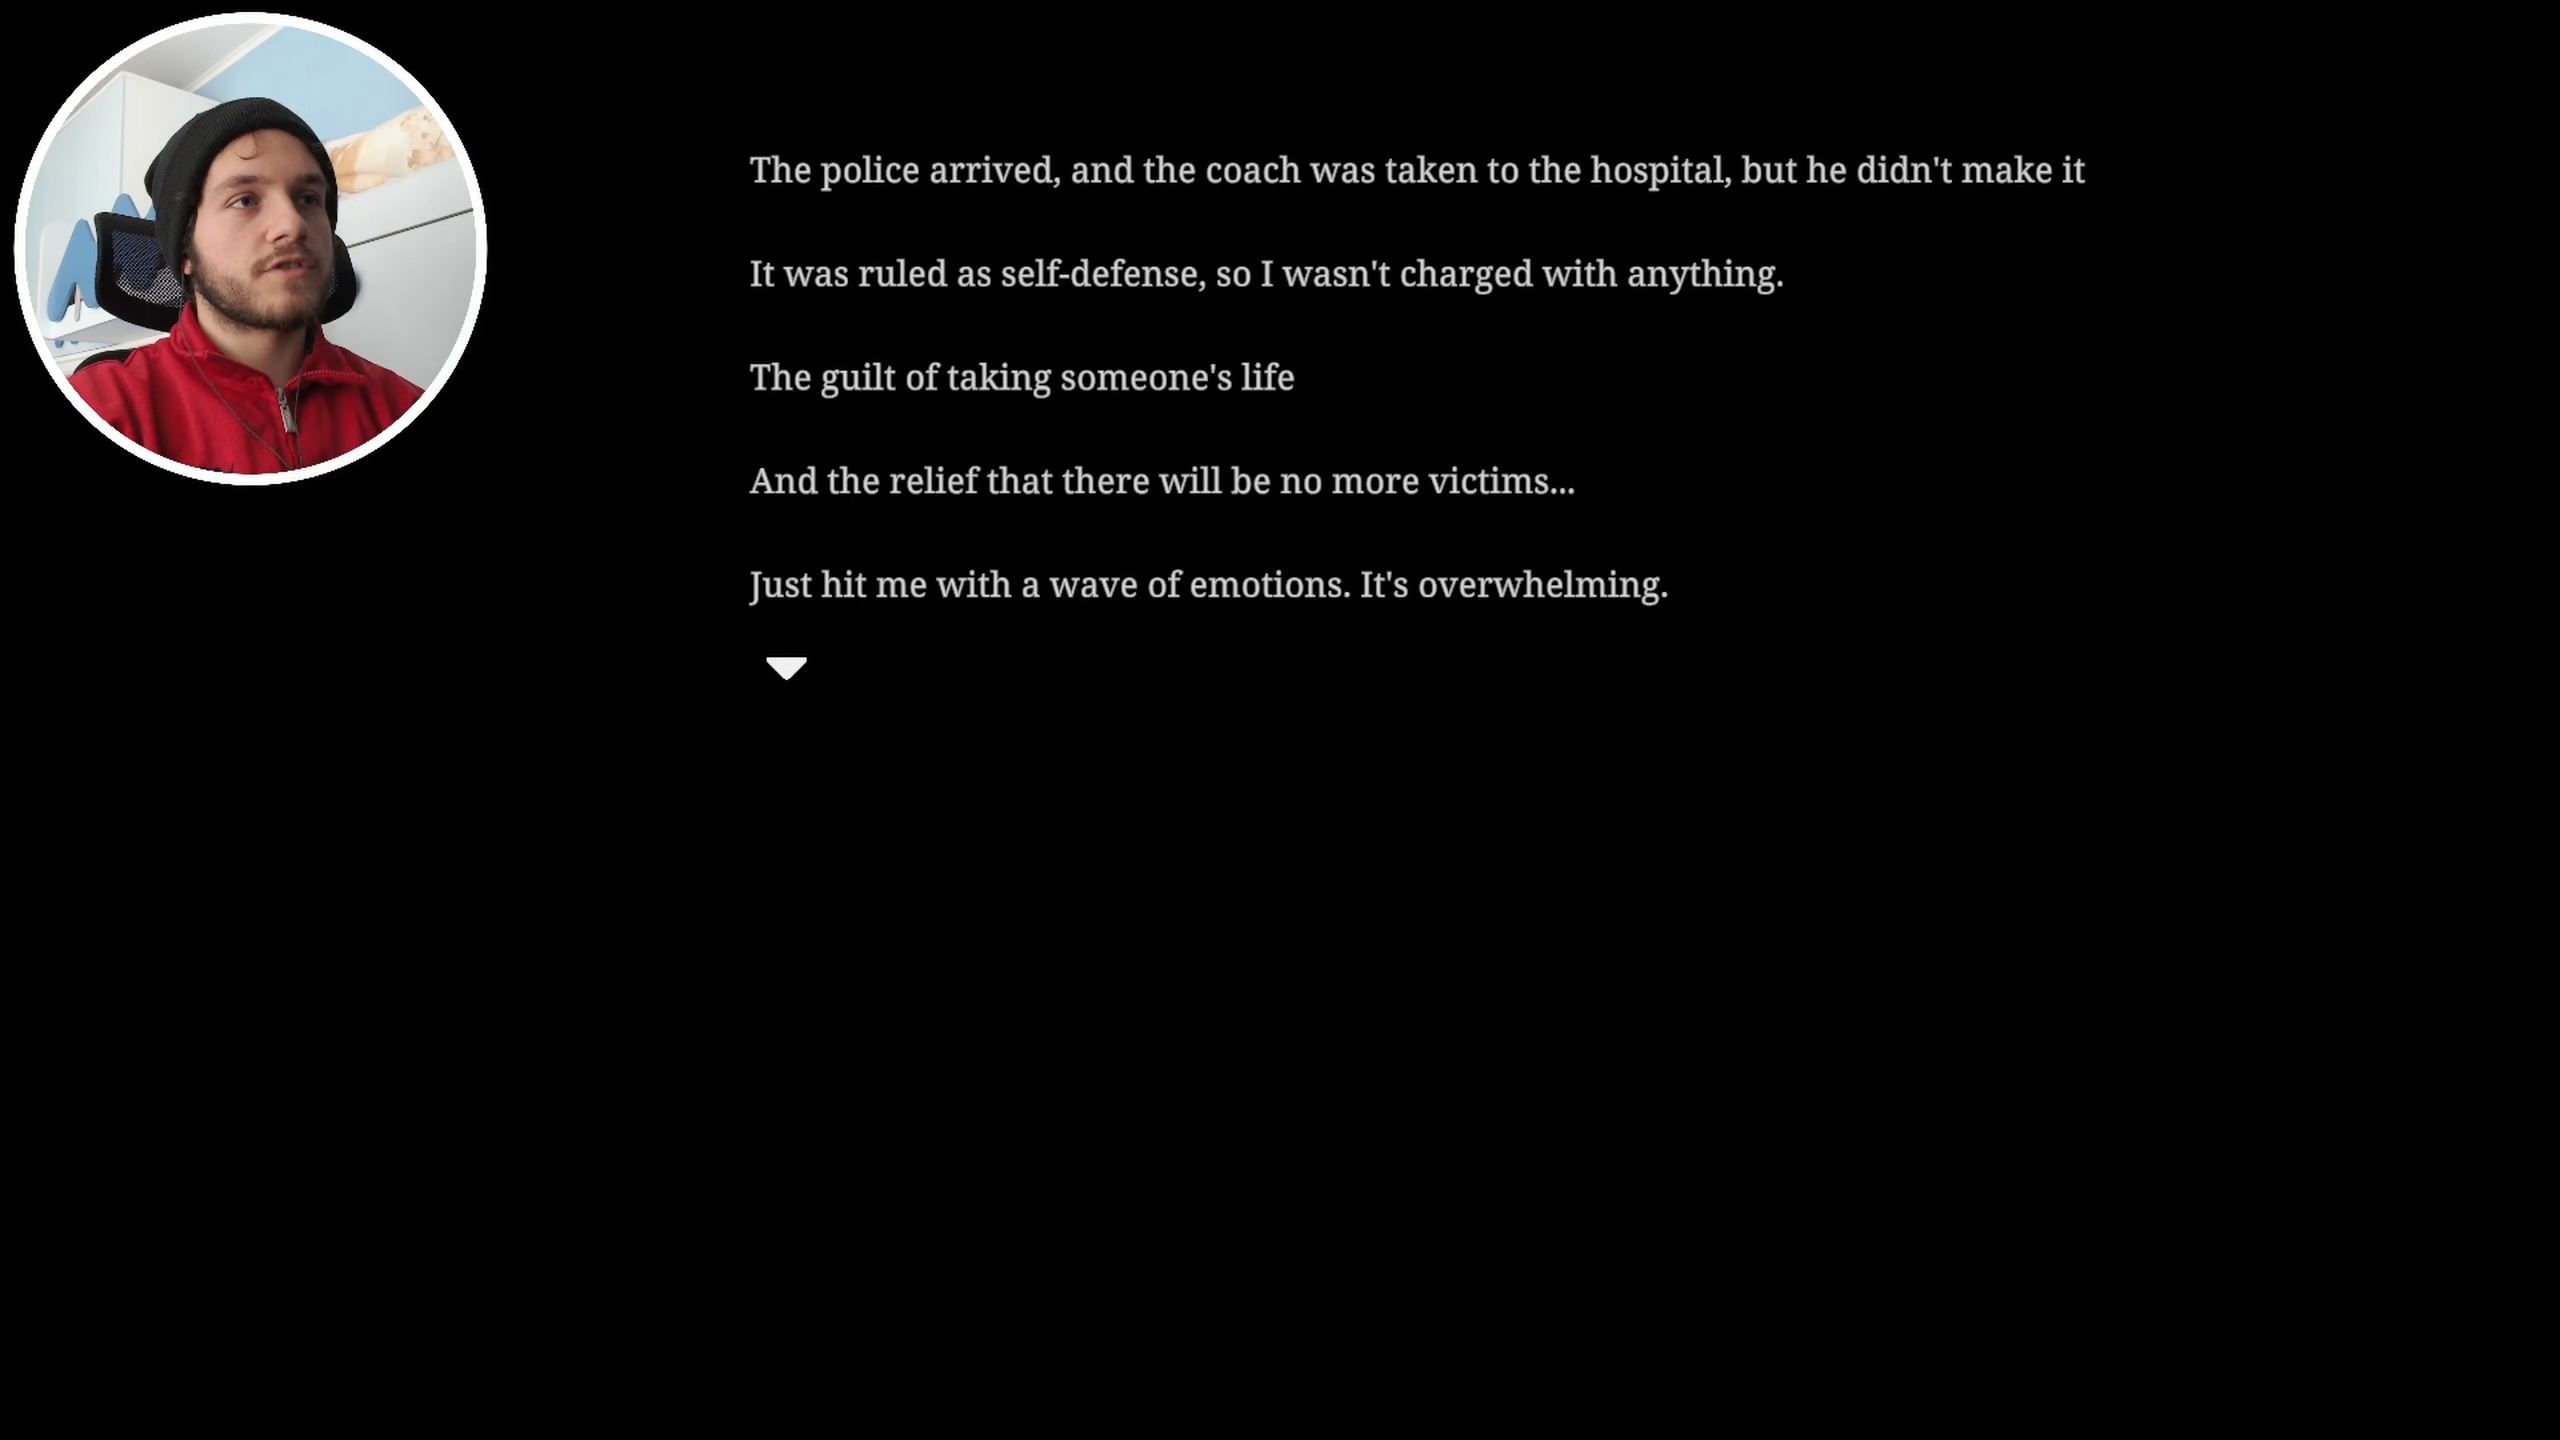 The police arrived, and the coach was taken to the hospital, but he didn't make it
It was ruled as self-defense, so I wasn't charged with anything.
The guilt of taking someone's life
And the relief that there will be no more victims...
Just hit me with a wave of emotions. It's overwhelming.